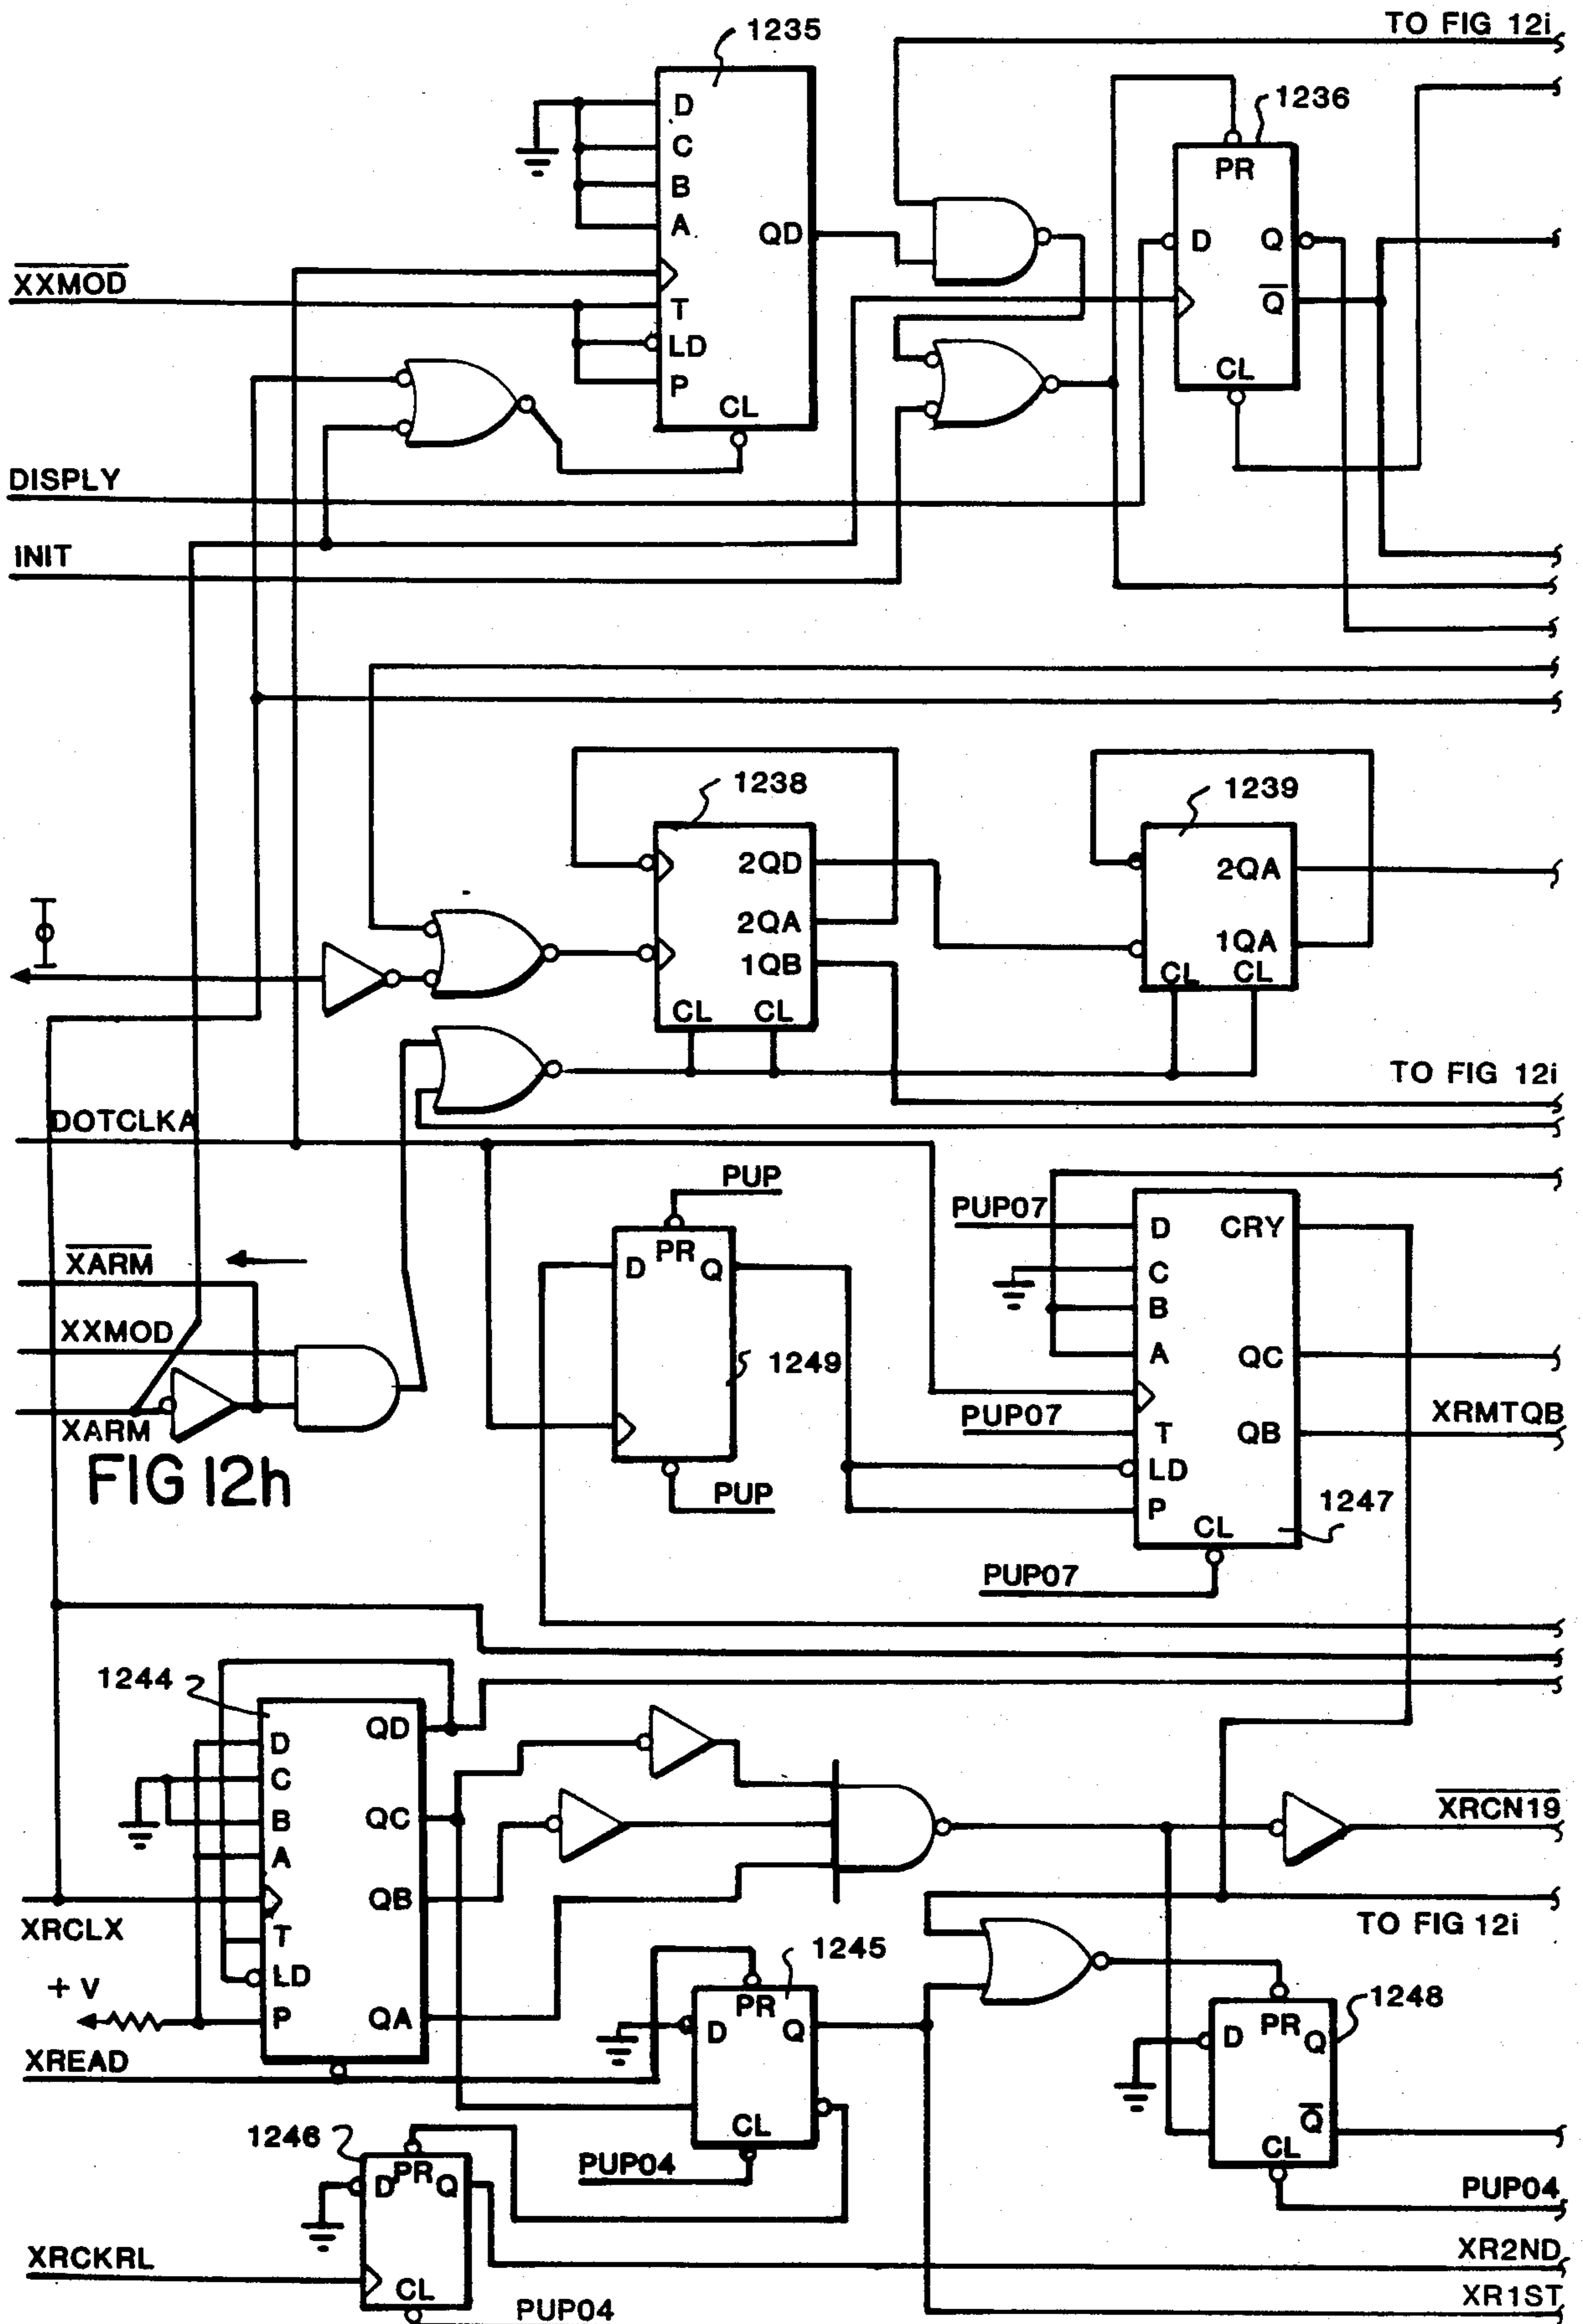 TO FIG 12i
1235
D
C
B
A
QD
T
LD
P
CL
1236
PR
D
Q
Q̅
CL
X̅X̅M̅O̅D̅
DISPLY
INIT
1238
2QD
2QA
1QB
CL
CL
1239
2QA
1QA
CL
CL
TO FIG 12i
DOTCLKA
PUP
PR
D
Q
1249
PUP
PUP07
D
CRY
C
B
A
QC
PUP07
T
QB
XRMTQB
LD
P
CL
1247
PUP07
X̅A̅R̅M̅
XXMOD
XARM
FIG 12h
1244
D
QD
C
B
QC
A
QB
T
LD
P
QA
XRCLX
+ V
XREAD
X̅R̅C̅N̅1̅9̅
TO FIG 12i
1245
PR
D
Q
CL
PUP04
1248
PR
D
Q
Q̅
CL
PUP04
1246
PR
D
Q
CL
PUP04
XRCKRL
XR2ND
XR1ST